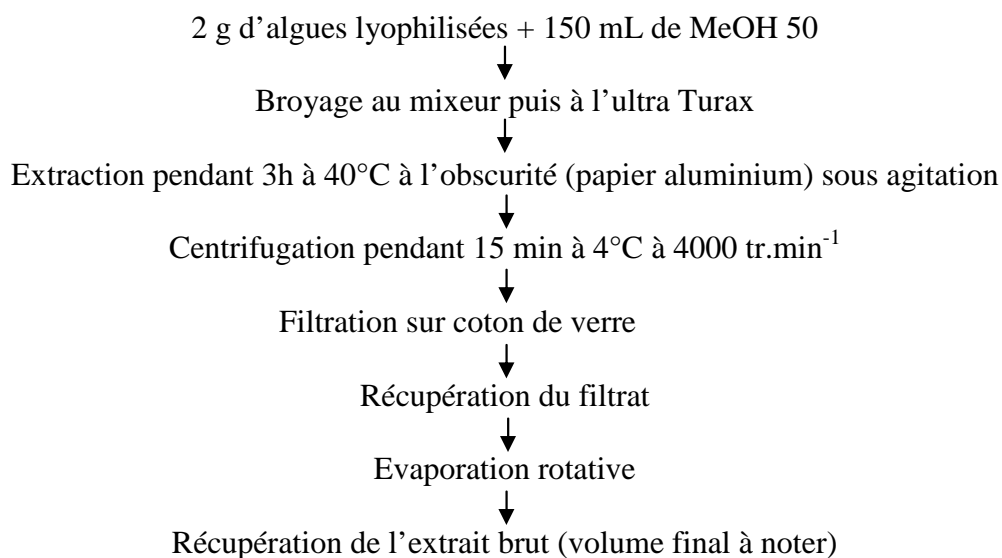 2 g d’algues lyophilisées + 150 mL de MeOH 50
Broyage au mixeur puis à l’ultra Turax
Extraction pendant 3h à 40°C à l’obscurité (papier aluminium) sous agitation
Centrifugation pendant 15 min à 4°C à 4000 tr.min⁻¹
Filtration sur coton de verre
Récupération du filtrat
Evaporation rotative
Récupération de l’extrait brut (volume final à noter)